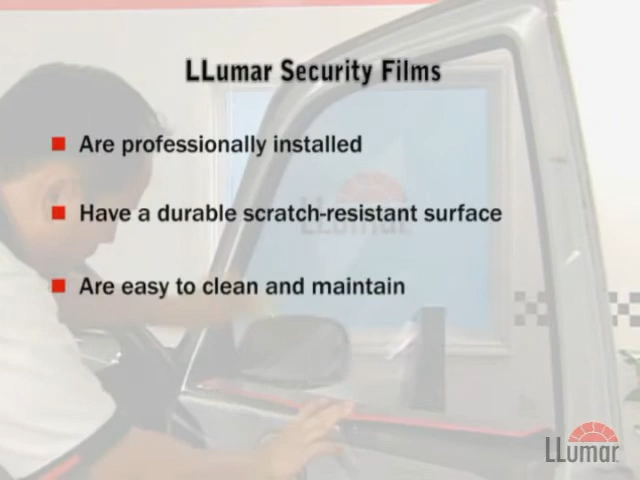 LLumar Security Films
Are professionally installed
Have a durable scratch-resistant surface
Are easy to clean and maintain
LLumar
LLumar